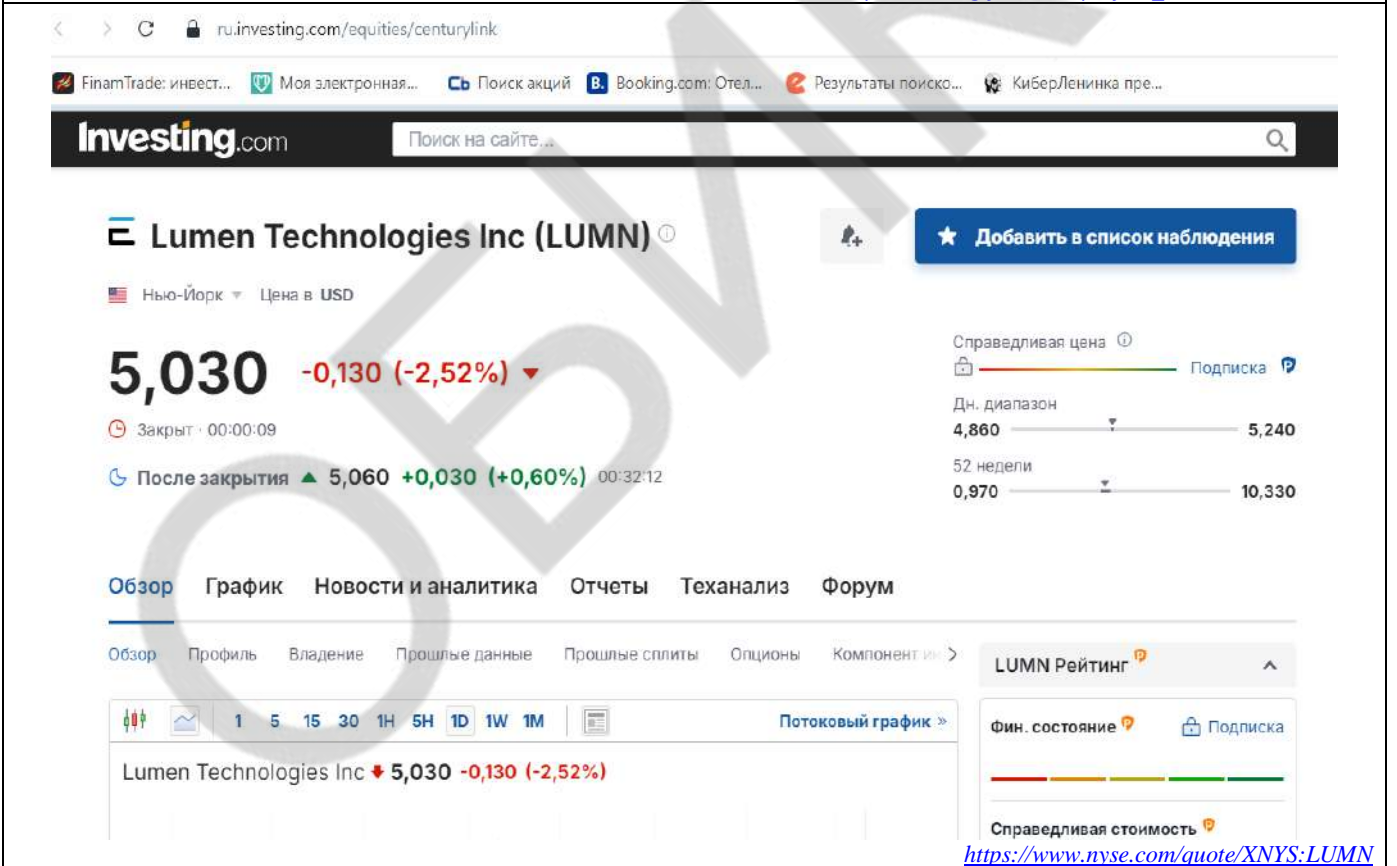 ru.investing.com/equities/centurylink
FinamTrade: инвест... Моя электронная... Сь Поиск акций B. Booking.com: Отел... Результаты поиско... КиберЛенинка пре...
Investing.com Поиск на сайте...
Lumen Technologies Inc (LUMN)
Добавить в список наблюдения
Нью-Йорк Цена в USD
5,030 -0,130 (-2,52%)
Справедливая цена
Подписка
Закрыт · 00:00:09
Дн. диапазон
4,860 5,240
После закрытия 5,060 +0,030 (+0,60%) 00:32:12
52 недели
0,970 10,330
Обзор График Новости и аналитика Отчеты Теханализ Форум
Обзор Профиль Владение Прошлые данные Прошлые сплиты Опционы Компонент
LUMN Рейтинг
1 5 15 30 1H 5H 1D 1W 1M Потоковый график »
Фин. состояние Подписка
Lumen Technologies Inc 5,030 -0,130 (-2,52%)
Справедливая стоимость
https://www.nyse.com/quote/XNYS:LUMN
ОБИК